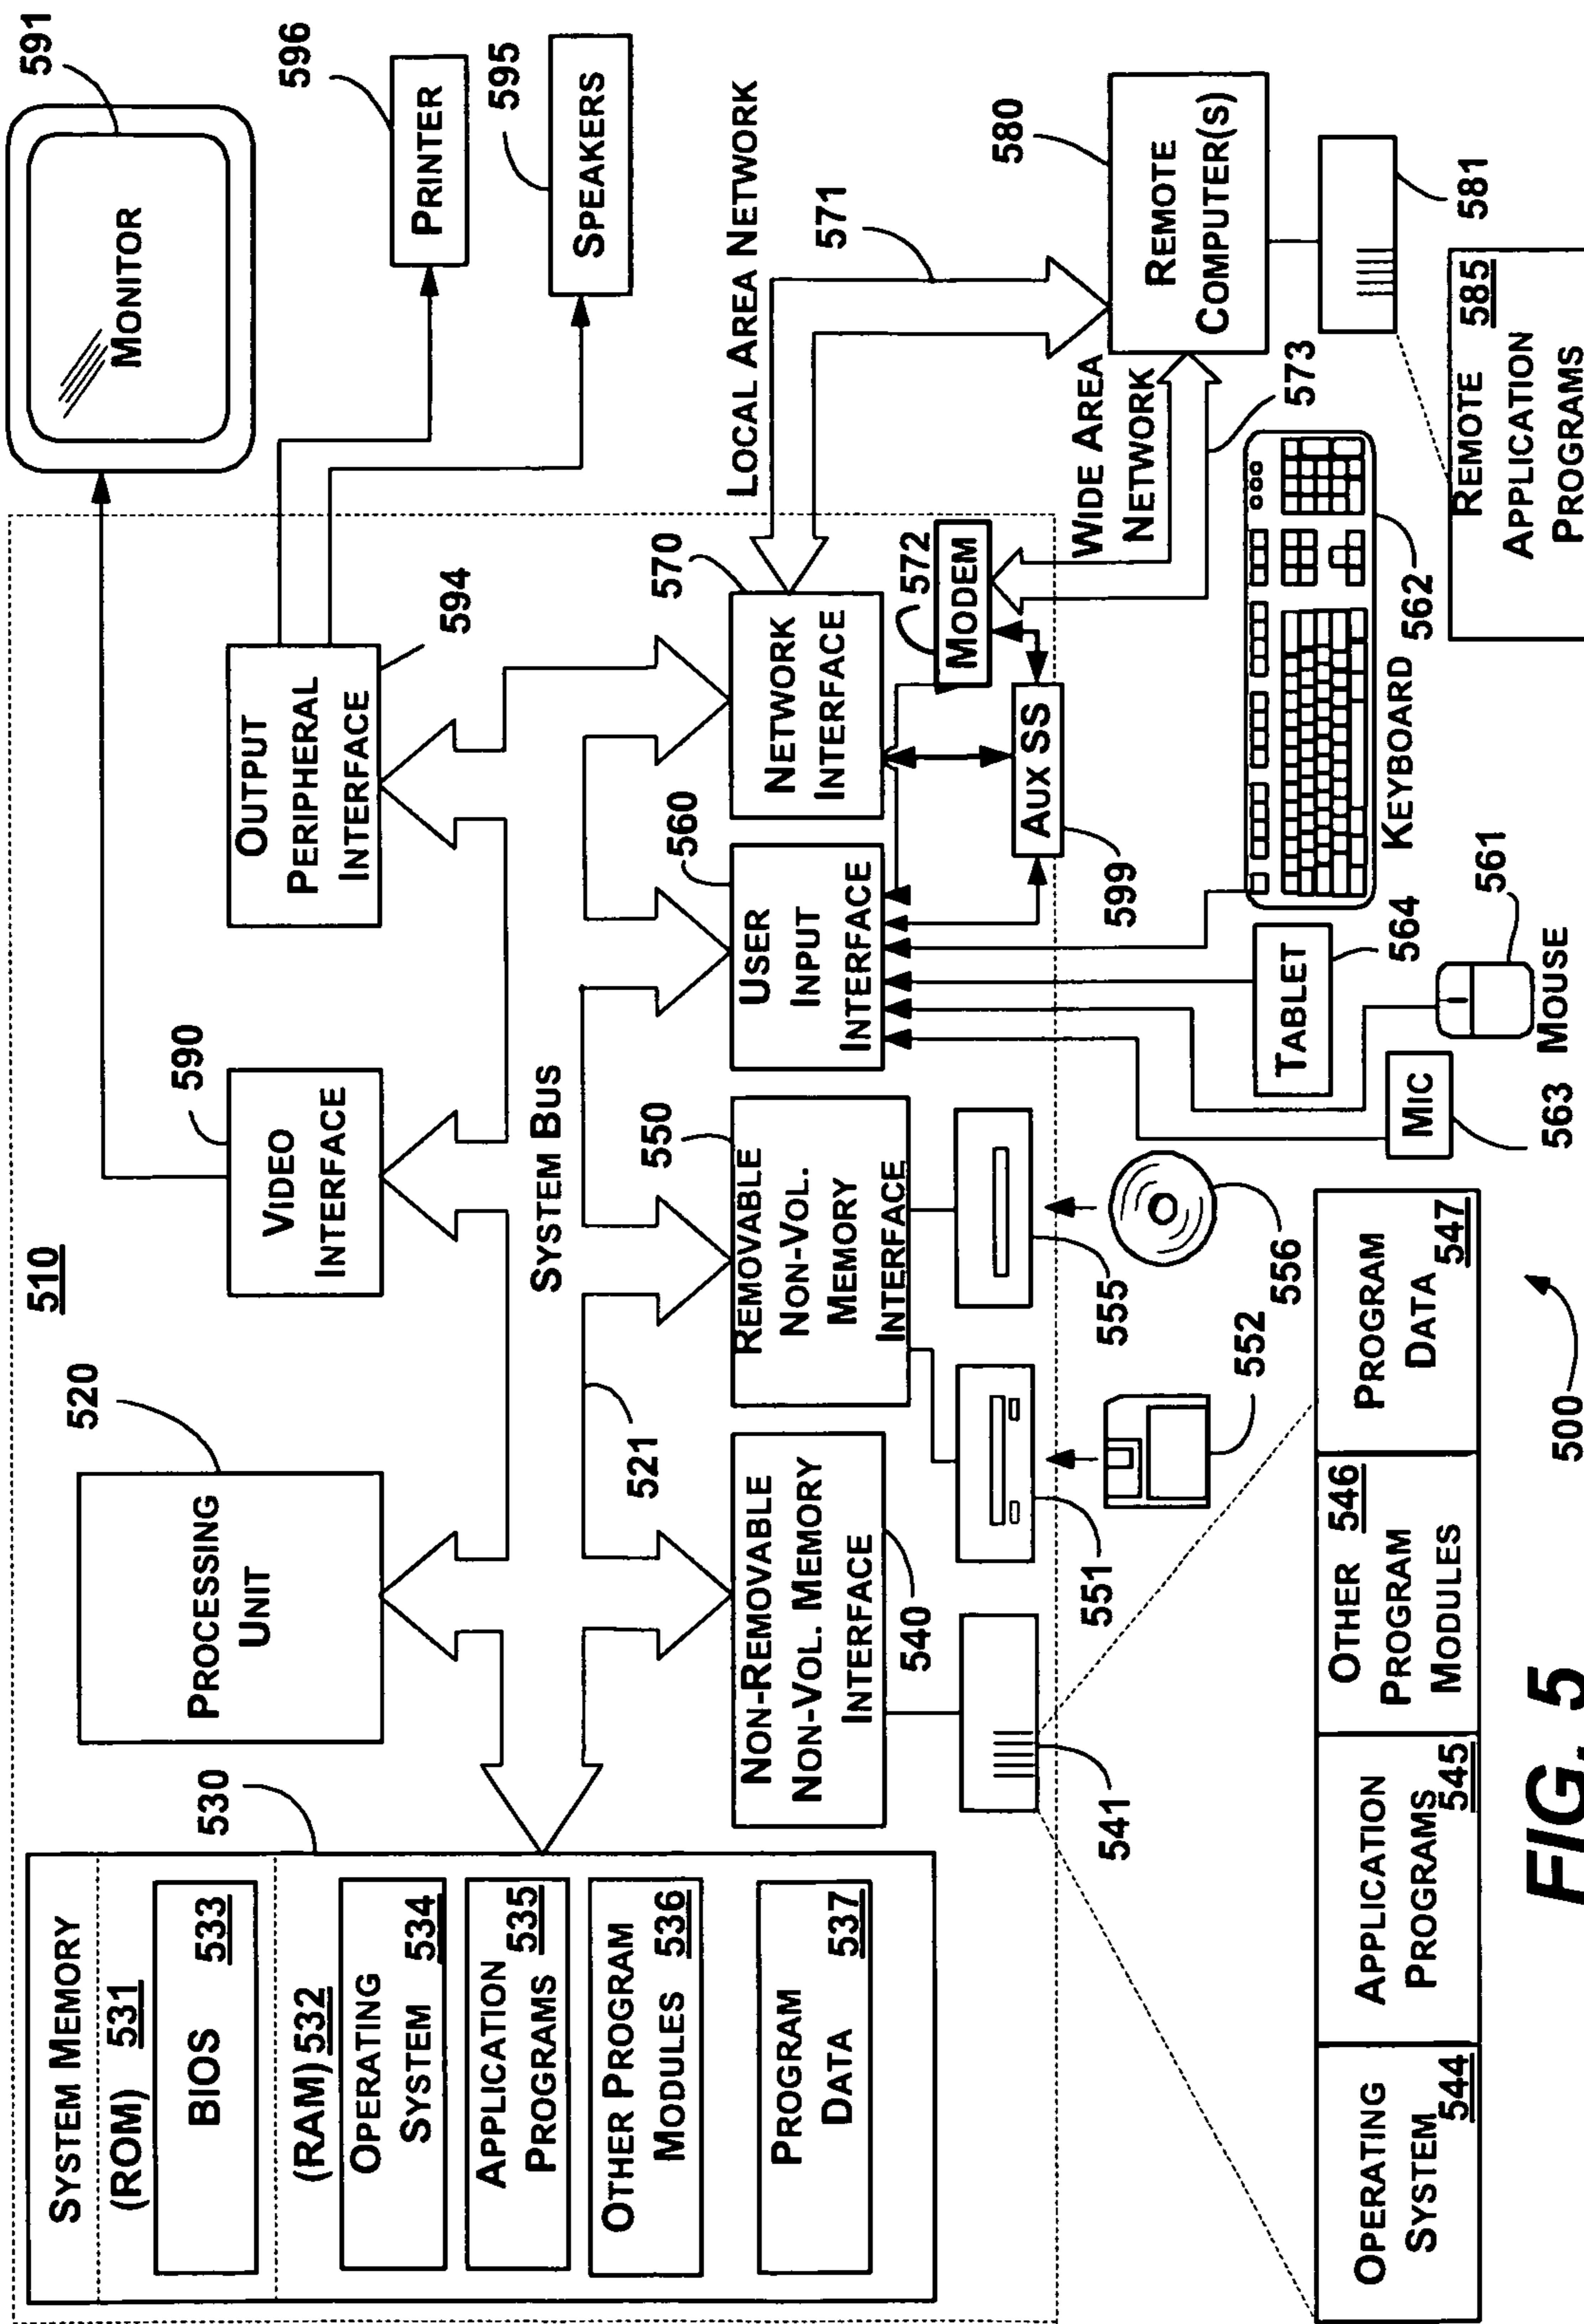 510
SYSTEM MEMORY
(ROM) 531
BIOS 533
(RAM) 532
OPERATING
SYSTEM 534
APPLICATION
PROGRAMS 535
OTHER PROGRAM
MODULES 536
PROGRAM
DATA 537
530
PROCESSING
UNIT
520
VIDEO
INTERFACE
590
OUTPUT
PERIPHERAL
INTERFACE
594
MONITOR
591
PRINTER
596
SPEAKERS
595
SYSTEM BUS
521
NON-REMOVABLE
NON-VOL. MEMORY
INTERFACE
540
REMOVABLE
NON-VOL.
MEMORY
INTERFACE
550
USER
INPUT
INTERFACE
560
NETWORK
INTERFACE
570
LOCAL AREA NETWORK
571
MODEM
572
AUX SS
599
WIDE AREA
NETWORK
573
REMOTE
COMPUTER(S)
580
581
REMOTE 585
APPLICATION
PROGRAMS
541
551
552
555
556
KEYBOARD
562
TABLET
564
MOUSE
561
MIC
563
OPERATING
SYSTEM
544
APPLICATION
PROGRAMS
545
OTHER 546
PROGRAM
MODULES
PROGRAM
DATA 547
500
FIG. 5